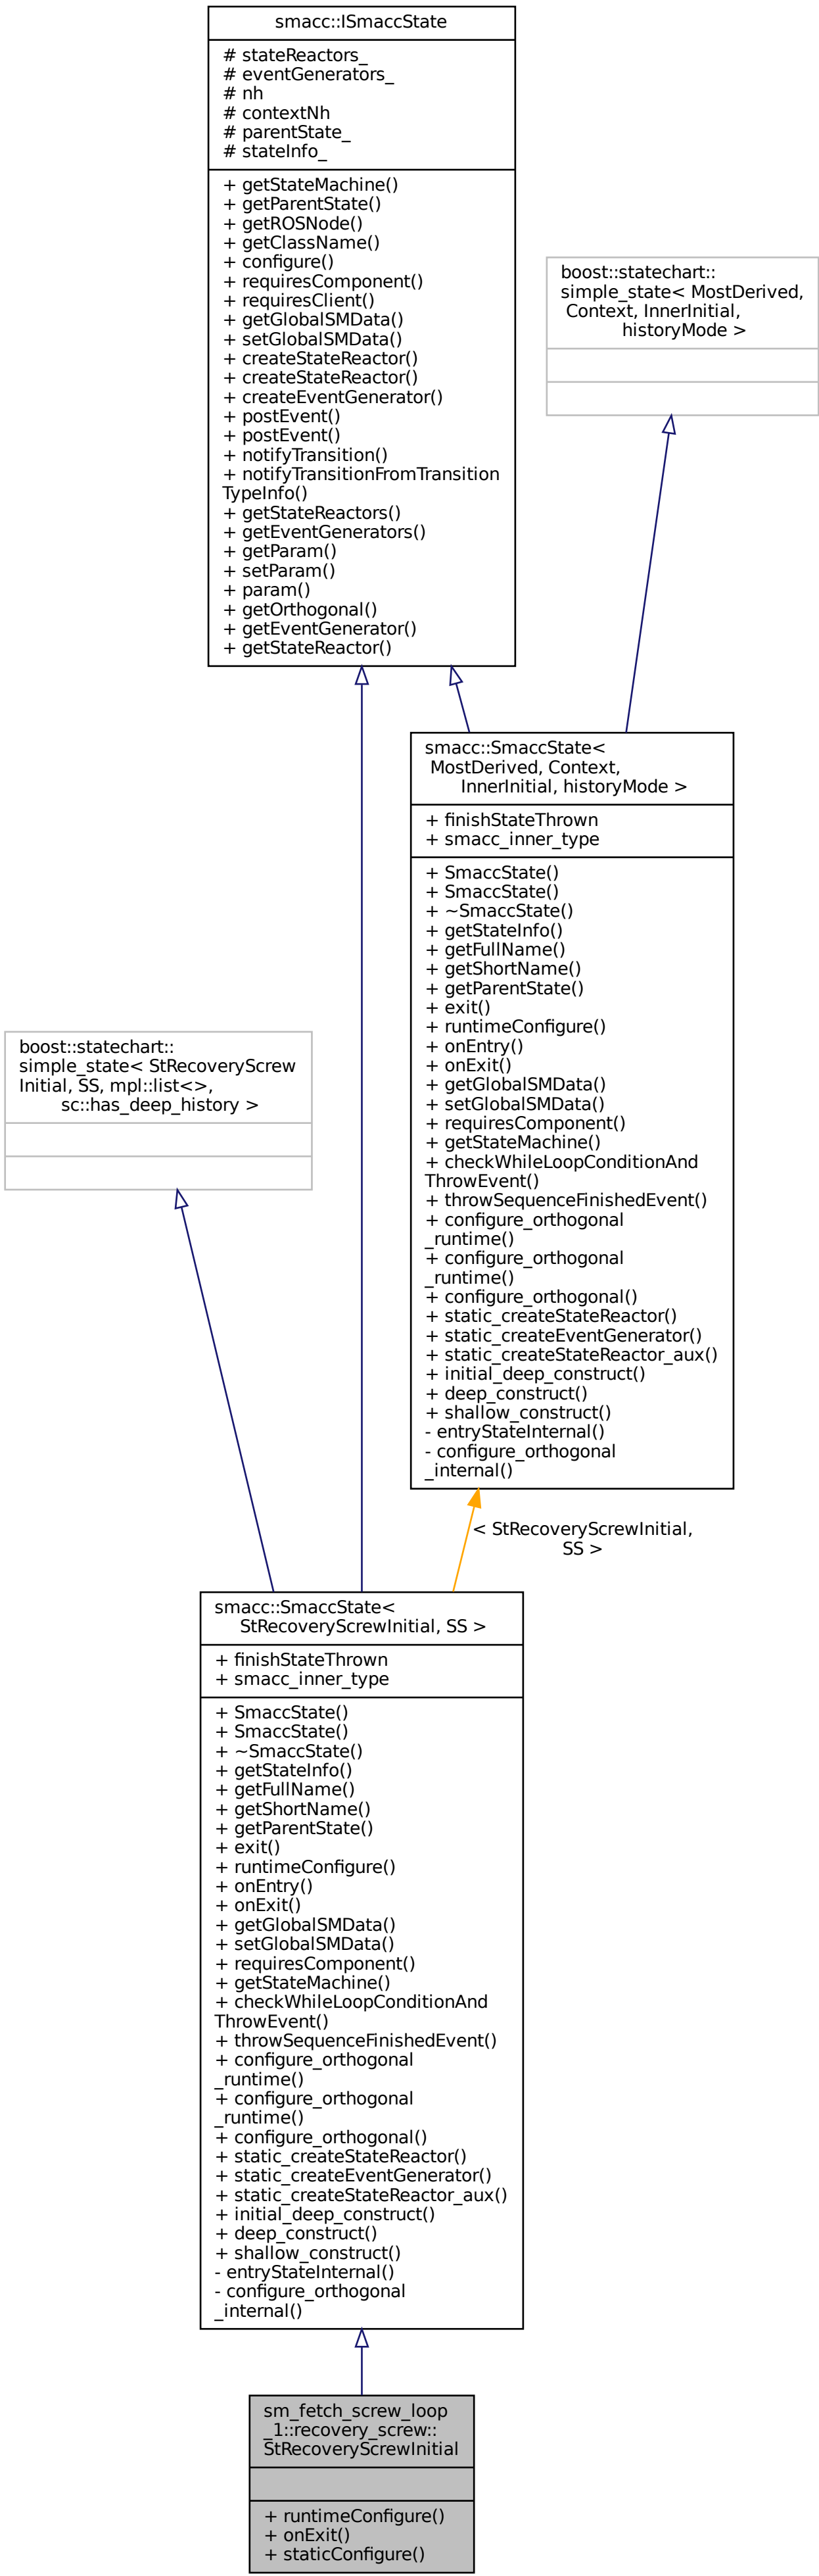 smacc::ISmaccState
# stateReactors_
# eventGenerators_
# nh
# contextNh
# parentState_
# stateInfo_
+ getStateMachine()
+ getParentState()
+ getROSNode()
+ getClassName()
+ configure()
+ requiresComponent()
+ requiresClient()
+ getGlobalSMData()
+ setGlobalSMData()
+ createStateReactor()
+ createStateReactor()
+ createEventGenerator()
+ postEvent()
+ postEvent()
+ notifyTransition()
+ notifyTransitionFromTransition
TypeInfo()
+ getStateReactors()
+ getEventGenerators()
+ getParam()
+ setParam()
+ param()
+ getOrthogonal()
+ getEventGenerator()
+ getStateReactor()
boost::statechart::
simple_state< MostDerived,
Context, InnerInitial,
historyMode >
smacc::SmaccState<
MostDerived, Context,
InnerInitial, historyMode >
+ finishStateThrown
+ smacc_inner_type
+ SmaccState()
+ SmaccState()
+ ~SmaccState()
+ getStateInfo()
+ getFullName()
+ getShortName()
+ getParentState()
+ exit()
+ runtimeConfigure()
+ onEntry()
+ onExit()
+ getGlobalSMData()
+ setGlobalSMData()
+ requiresComponent()
+ getStateMachine()
+ checkWhileLoopConditionAnd
ThrowEvent()
+ throwSequenceFinishedEvent()
+ configure_orthogonal
_runtime()
+ configure_orthogonal
_runtime()
+ configure_orthogonal()
+ static_createStateReactor()
+ static_createEventGenerator()
+ static_createStateReactor_aux()
+ initial_deep_construct()
+ deep_construct()
+ shallow_construct()
- entryStateInternal()
- configure_orthogonal
_internal()
boost::statechart::
simple_state< StRecoveryScrew
Initial, SS, mpl::list<>,
sc::has_deep_history >
< StRecoveryScrewInitial,
SS >
smacc::SmaccState<
StRecoveryScrewInitial, SS >
+ finishStateThrown
+ smacc_inner_type
+ SmaccState()
+ SmaccState()
+ ~SmaccState()
+ getStateInfo()
+ getFullName()
+ getShortName()
+ getParentState()
+ exit()
+ runtimeConfigure()
+ onEntry()
+ onExit()
+ getGlobalSMData()
+ setGlobalSMData()
+ requiresComponent()
+ getStateMachine()
+ checkWhileLoopConditionAnd
ThrowEvent()
+ throwSequenceFinishedEvent()
+ configure_orthogonal
_runtime()
+ configure_orthogonal
_runtime()
+ configure_orthogonal()
+ static_createStateReactor()
+ static_createEventGenerator()
+ static_createStateReactor_aux()
+ initial_deep_construct()
+ deep_construct()
+ shallow_construct()
- entryStateInternal()
- configure_orthogonal
_internal()
sm_fetch_screw_loop
_1::recovery_screw::
StRecoveryScrewInitial
+ runtimeConfigure()
+ onExit()
+ staticConfigure()